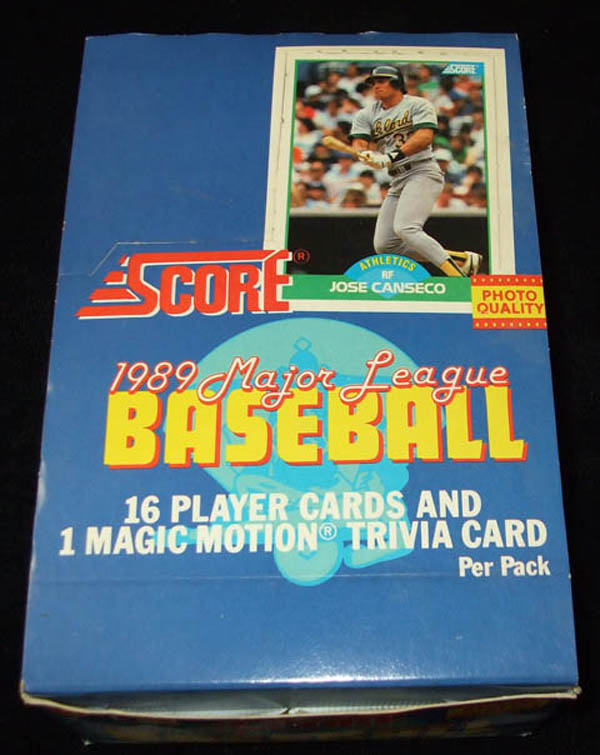 SCORE
Oakland
ATHLETICS
RF
JOSE CANSECO
SCORE®
PHOTO
QUALITY
1989 Major League
BASEBALL
16 PLAYER CARDS AND
1 MAGIC MOTION® TRIVIA CARD
Per Pack